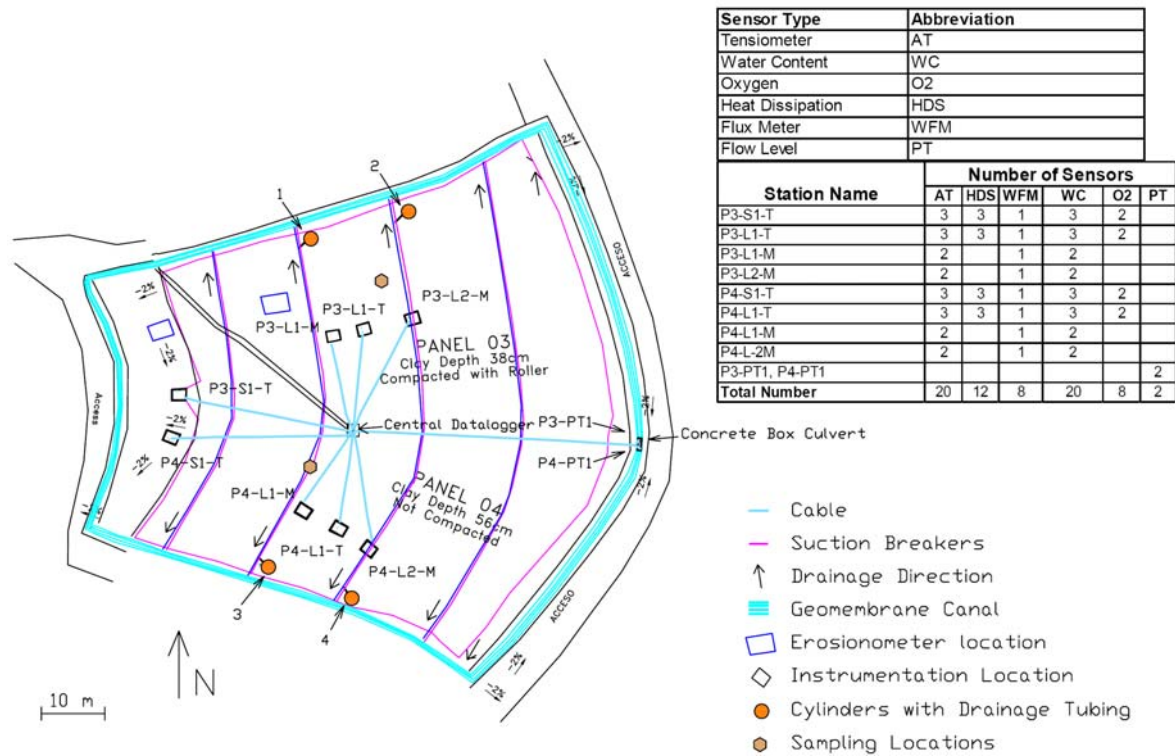 Sensor Type Abbreviation
Tensiometer AT
Water Content WC
Oxygen O2
Heat Dissipation HDS
Flux Meter WFM
Flow Level PT
Number of Sensors
Station Name AT HDS WFM WC O2 PT
P3-S1-T 3 3 1 3 2
P3-L1-T 3 3 1 3 2
P3-L1-M 2 1 2
P3-L2-M 2 1 2
P4-S1-T 3 3 1 3 2
P4-L1-T 3 3 1 3 2
P4-L1-M 2 1 2
P4-L-2M 2 1 2
P3-PT1, P4-PT1 2
Total Number 20 12 8 20 8 2
-2%
2
1
-2%
ACCESO
-2%
P3-L2-M
P3-L1-T
P3-L1-M
-2%
PANEL 03
Clay Depth 38cm
Compacted with Roller
-2%
P3-S1-T
Access
-2%
Central Datalogger
P3-PT1
Concrete Box Culvert
-2%
P4-S1-T
P4-PT1
-2%
-2%
P4-L1-M
PANEL 04
Clay Depth 56cm
Not Compacted
-2%
P4-L1-T
P4-L2-M
3
4
ACCESO
-2%
-2%
N
10 m
Cable
Suction Breakers
Drainage Direction
Geomembrane Canal
Erosionometer location
Instrumentation Location
Cylinders with Drainage Tubing
Sampling Locations